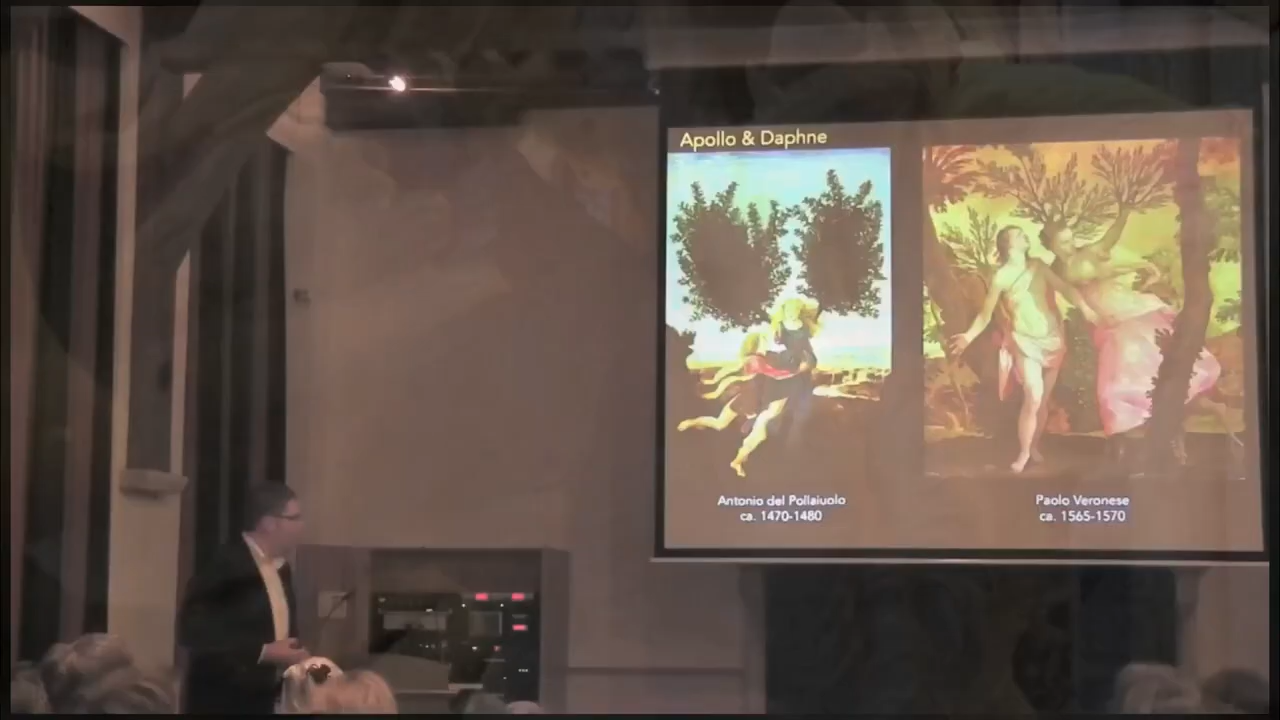 Apollo & Daphne
Antonio del Pollaiuolo
ca. 1470-1480
Paolo Veronese
ca. 1565-1570